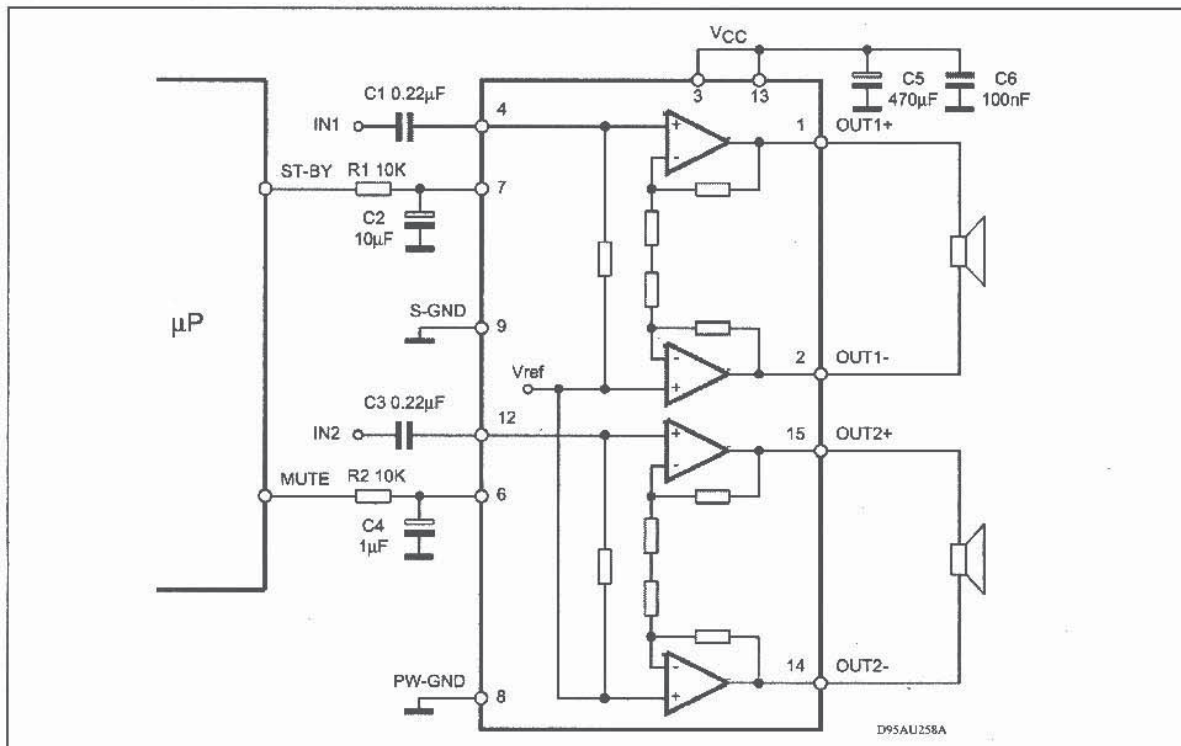 VCC
3
13
C5
470µF
C6
100nF
C1 0.22µF
IN1
4
1
OUT1+
ST-BY
R1 10K
7
C2
10µF
+
-
S-GND
9
µP
-
+
2
OUT1-
Vref
C3 0.22µF
IN2
12
+
-
15
OUT2+
MUTE
R2 10K
6
C4
1µF
-
+
14
OUT2-
PW-GND
8
D95AU258A